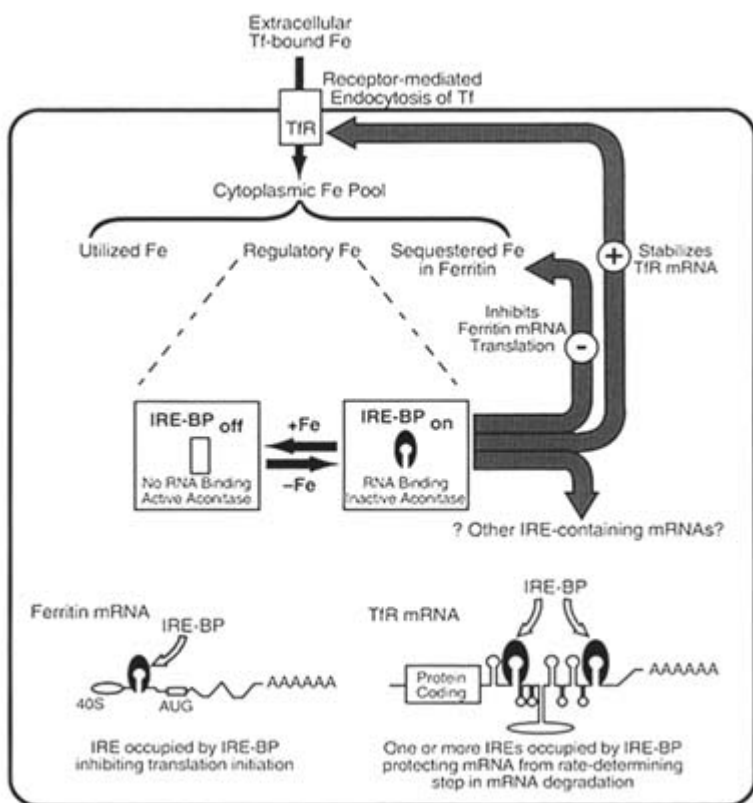 Extracellular
Tf-bound Fe
Receptor-mediated
Endocytosis of Tf
TfR
Cytoplasmic Fe Pool
Utilized Fe
Regulatory Fe
Sequestered Fe
in Ferritin
+
Stabilizes
TfR mRNA
Inhibits
Ferritin mRNA
Translation
-
IRE-BP off
No RNA Binding
Active Aconitase
+Fe
–Fe
IRE-BP on
RNA Binding
Inactive Aconitase
? Other IRE-containing mRNAs?
Ferritin mRNA
IRE-BP
40S
AUG
AAAAAA
IRE occupied by IRE-BP
inhibiting translation initiation
TfR mRNA
IRE-BP
Protein
Coding
AAAAAA
One or more IREs occupied by IRE-BP
protecting mRNA from rate-determining
step in mRNA degradation